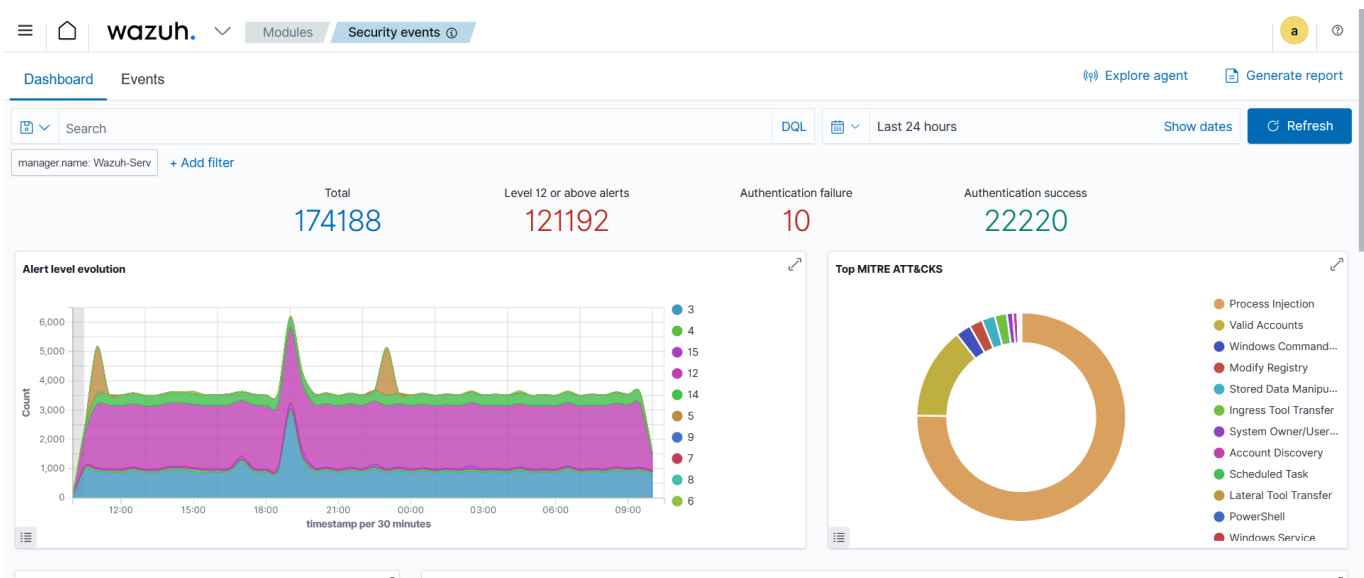 wazuh. Modules Security events a
Dashboard Events Explore agent Generate report
Search DQL Last 24 hours Show dates Refresh
manager.name: Wazuh-Serv + Add filter
Total Level 12 or above alerts Authentication failure Authentication success
174188 121192 10 22220
Alert level evolution
6,000
5,000
4,000
3,000
2,000
1,000
0
Count
12:00 15:00 18:00 21:00 00:00 03:00 06:00 09:00
timestamp per 30 minutes
3
4
15
12
14
5
9
7
8
6
Top MITRE ATT&CKS
Process Injection
Valid Accounts
Windows Command...
Modify Registry
Stored Data Manipu...
Ingress Tool Transfer
System Owner/User...
Account Discovery
Scheduled Task
Lateral Tool Transfer
PowerShell
Windows Service